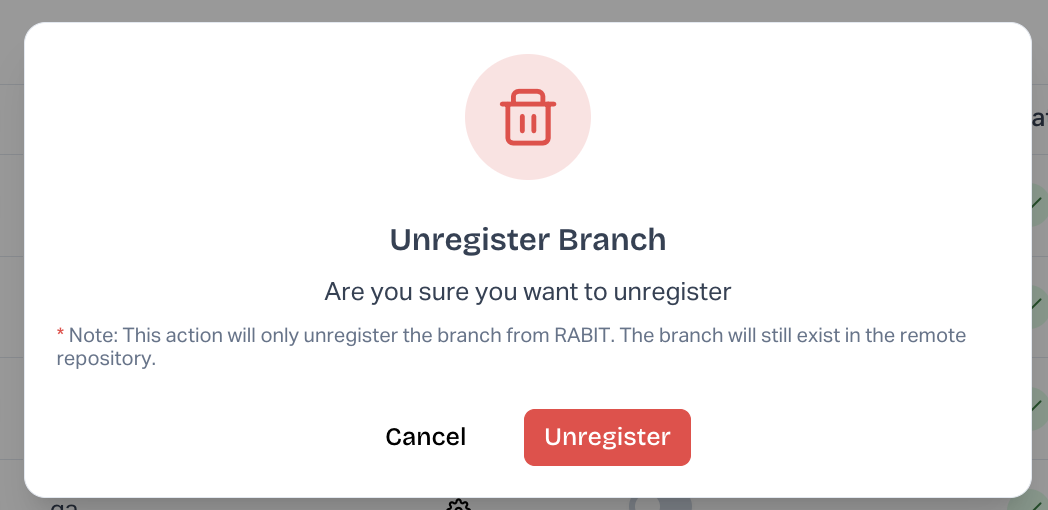 Unregister Branch
Are you sure you want to unregister
* Note: This action will only unregister the branch from RABIT. The branch will still exist in the remote
repository.
Cancel
Unregister